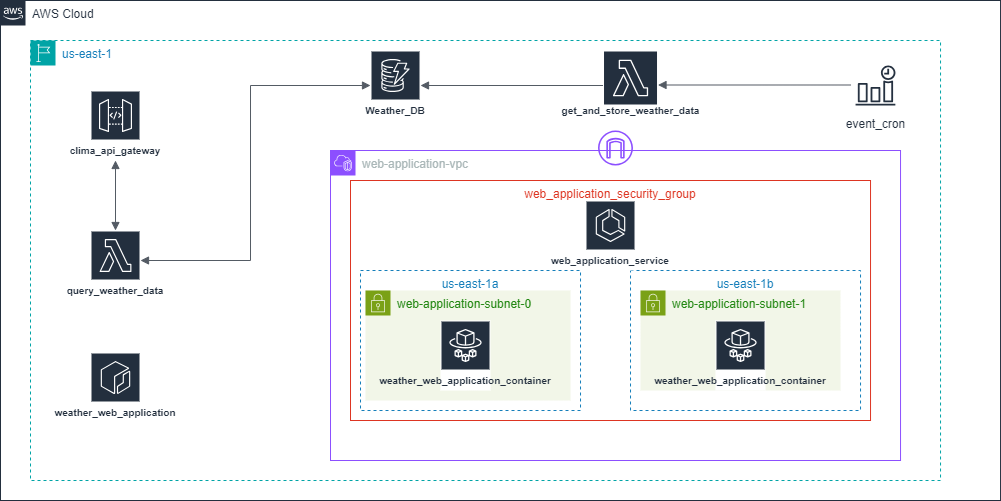 aws
AWS Cloud
us-east-1
clima_api_gateway
Weather_DB
get_and_store_weather_data
event_cron
web-application-vpc
web_application_security_group
web_application_service
query_weather_data
us-east-1a
us-east-1b
web-application-subnet-0
web-application-subnet-1
weather_web_application_container
weather_web_application_container
weather_web_application